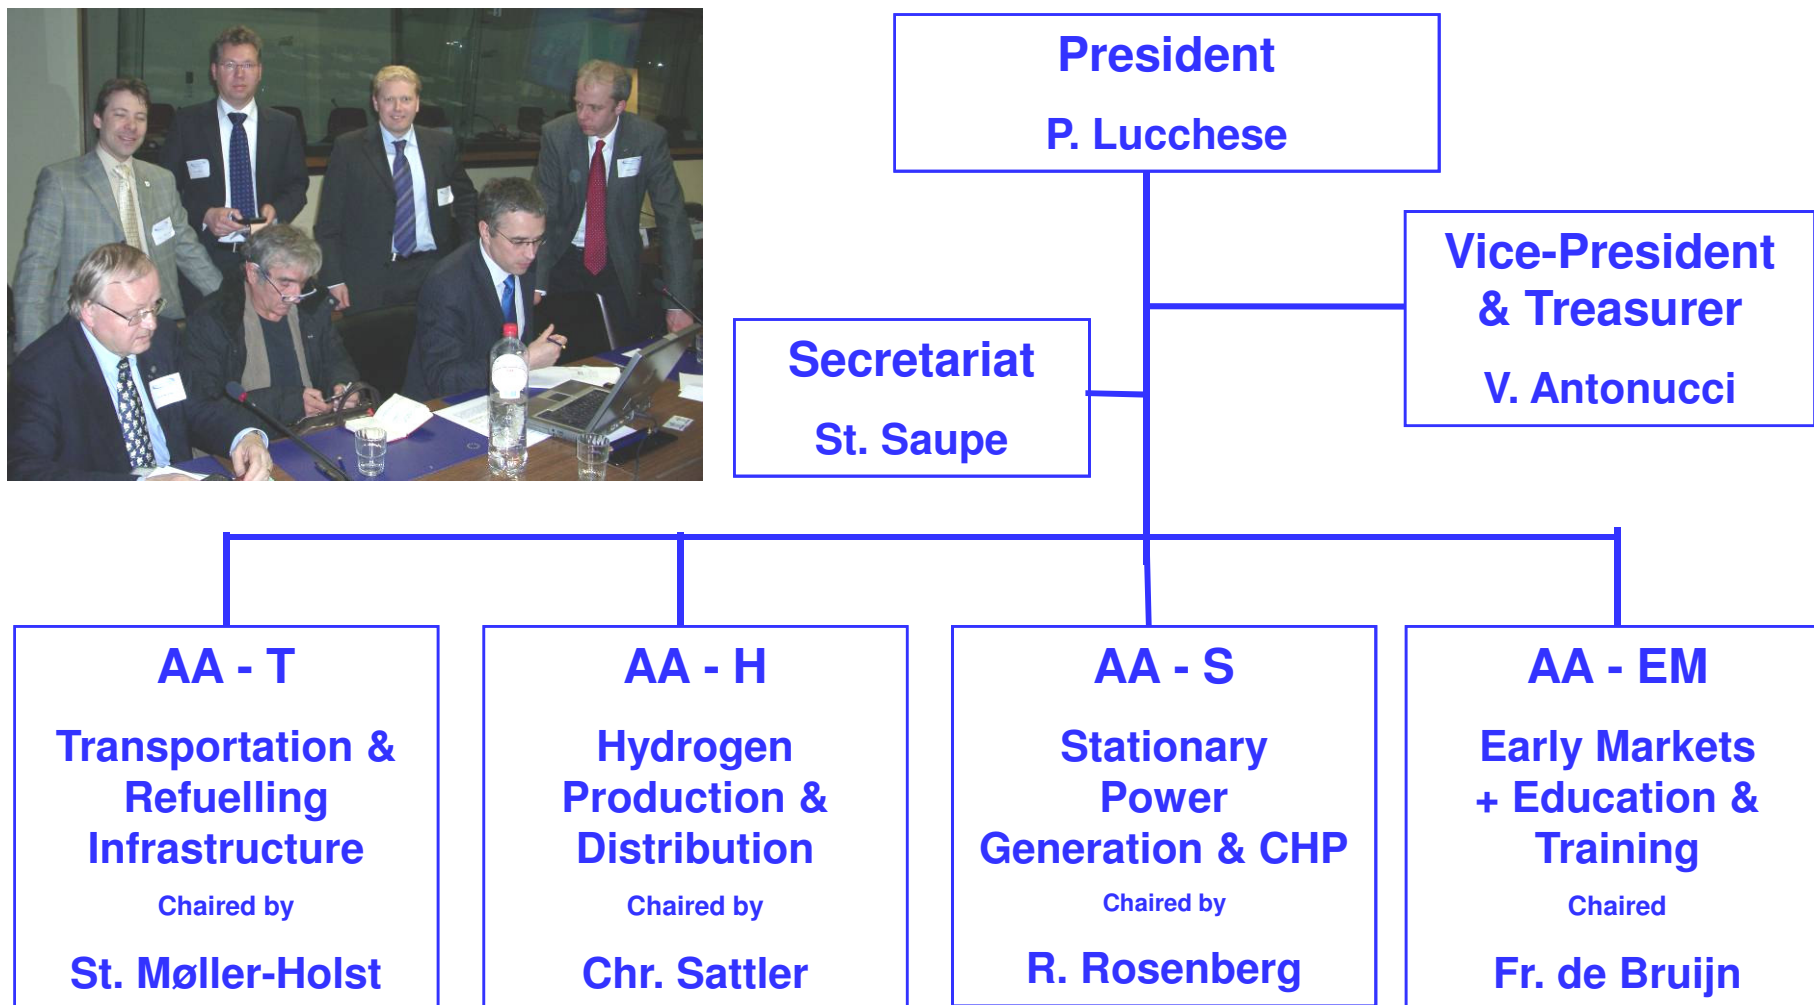 President
P. Lucchese
Vice-President
& Treasurer
V. Antonucci
Secretariat
St. Saupe
AA - T
Transportation &
Refuelling
Infrastructure
Chaired by
St. Møller-Holst
AA - H
Hydrogen
Production &
Distribution
Chaired by
Chr. Sattler
AA - S
Stationary
Power
Generation & CHP
Chaired by
R. Rosenberg
AA - EM
Early Markets
+ Education &
Training
Chaired
Fr. de Bruijn